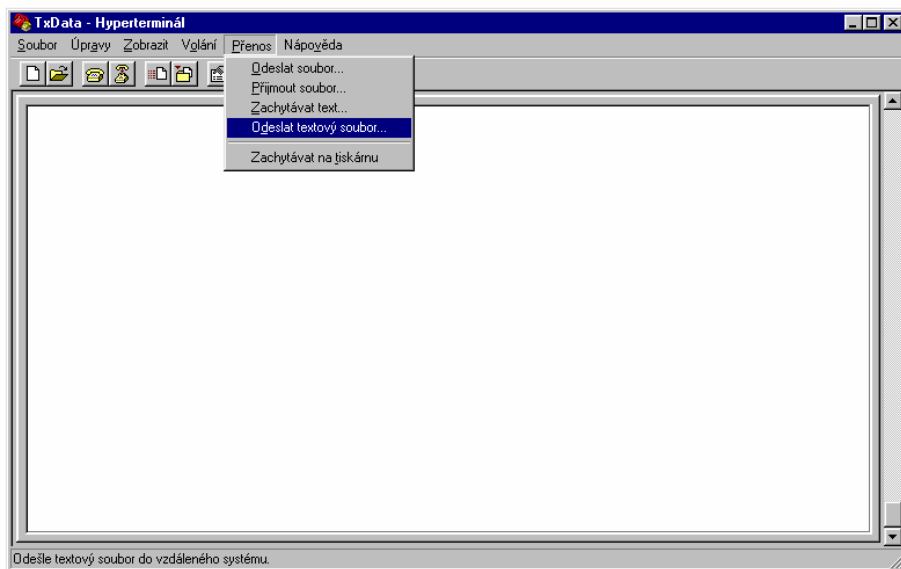 TxData - Hyperterminál
Soubor Úpravy Zobrazit Volání Přenos Nápověda
Odeslat soubor...
Přijmout soubor...
Zachytávat text...
Odeslat textový soubor...
Zachytávat na tiskárnu
Odešle textový soubor do vzdáleného systému.